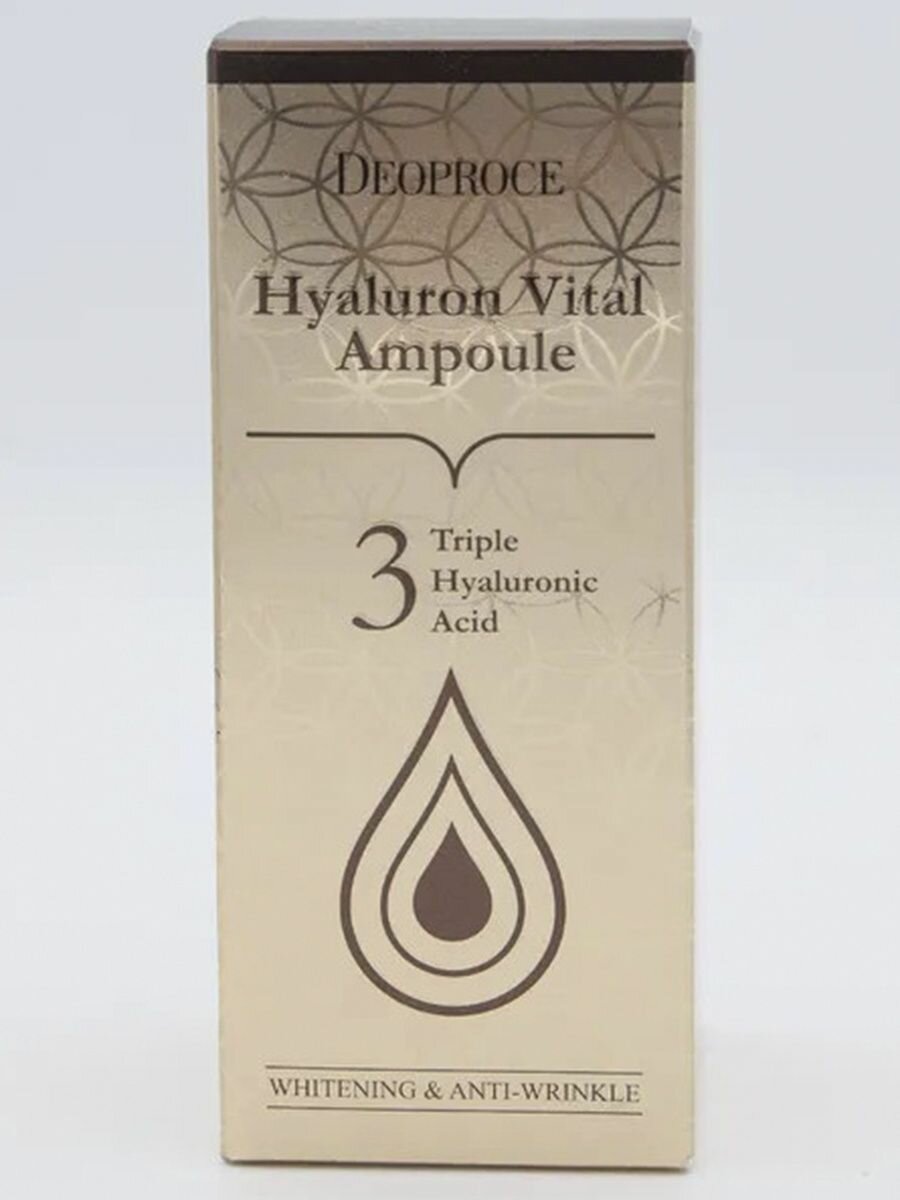 DEOPROCE
Hyaluron Vital
Ampoule
3 Triple
Hyaluronic
Acid
WHITENING & ANTI-WRINKLE